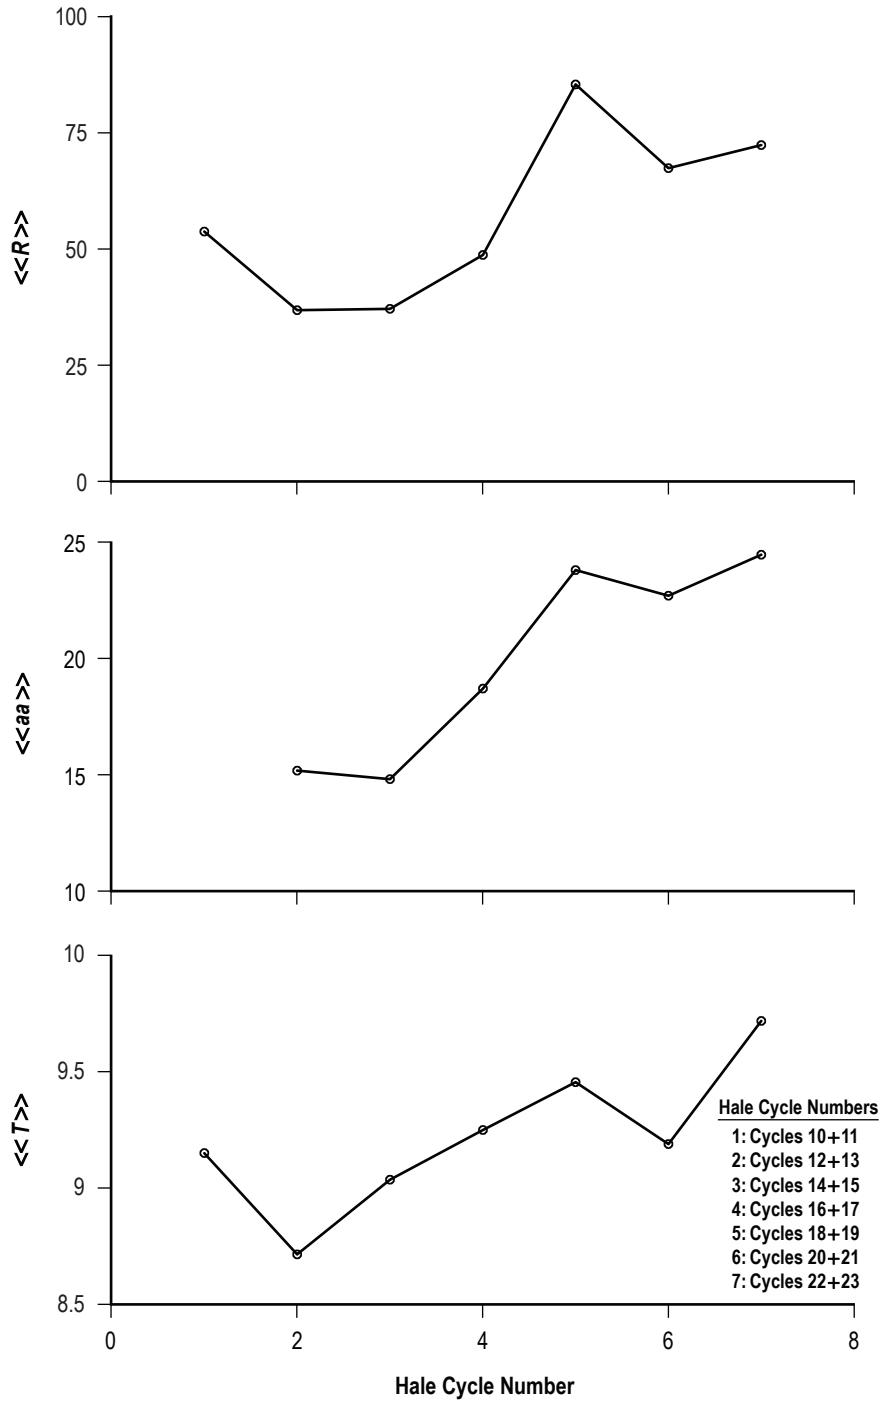 100
75
50
25
0
<<R>>
25
20
15
10
<<aa>>
10
9.5
9
8.5
<<T>>
Hale Cycle Numbers
1: Cycles 10+11
2: Cycles 12+13
3: Cycles 14+15
4: Cycles 16+17
5: Cycles 18+19
6: Cycles 20+21
7: Cycles 22+23
0 2 4 6 8
Hale Cycle Number